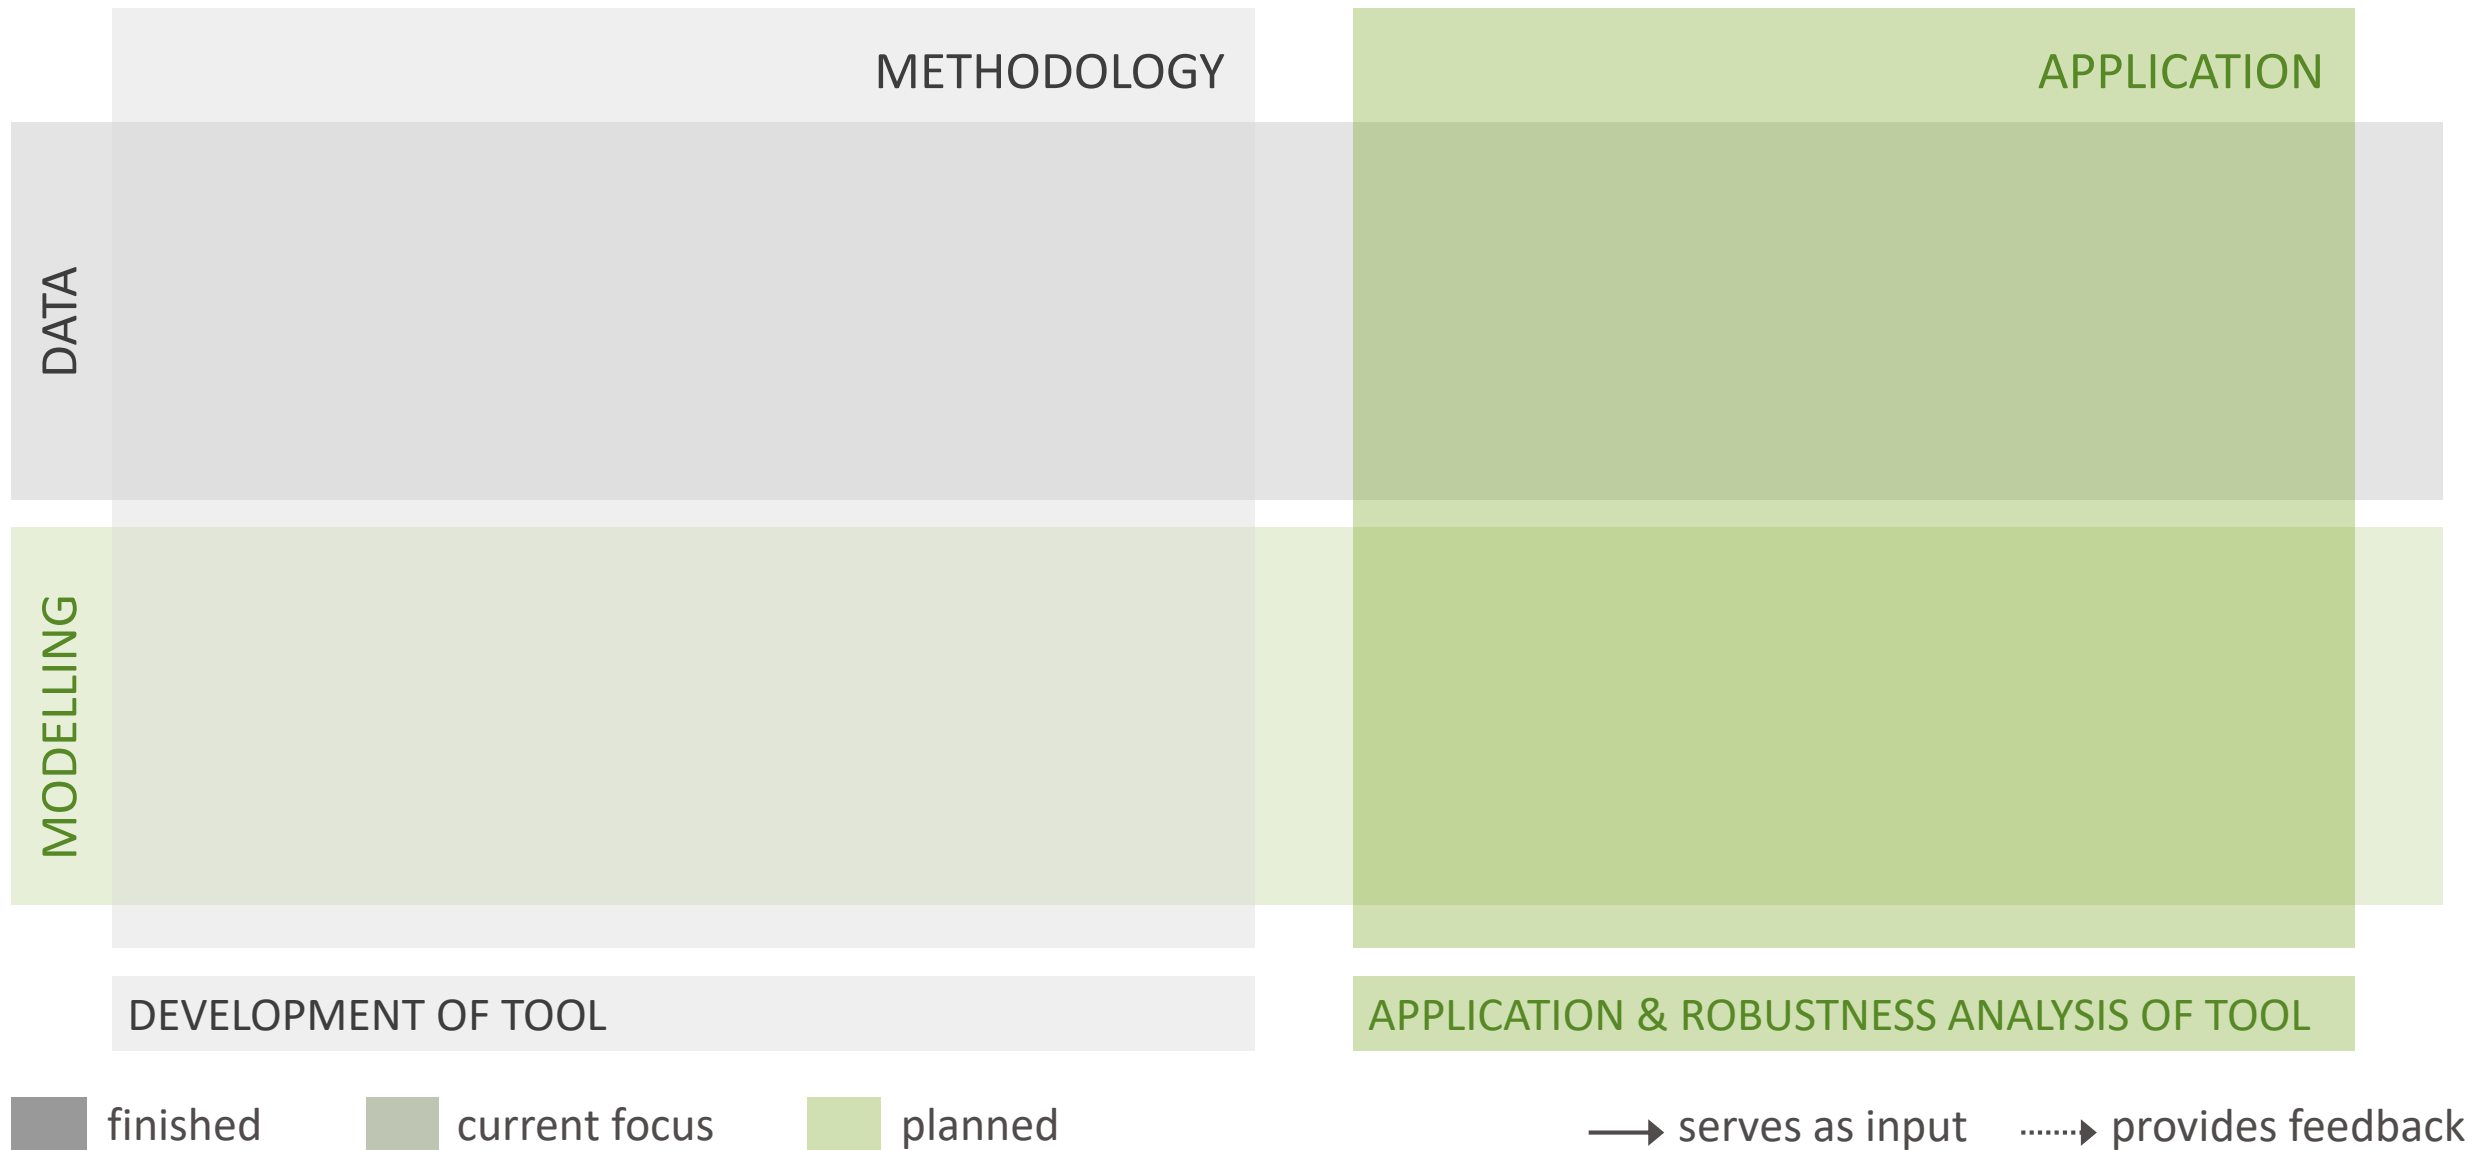 METHODOLOGY
APPLICATION
DATA
MODELLING
DEVELOPMENT OF TOOL
APPLICATION & ROBUSTNESS ANALYSIS OF TOOL
finished
current focus
planned
serves as input
provides feedback